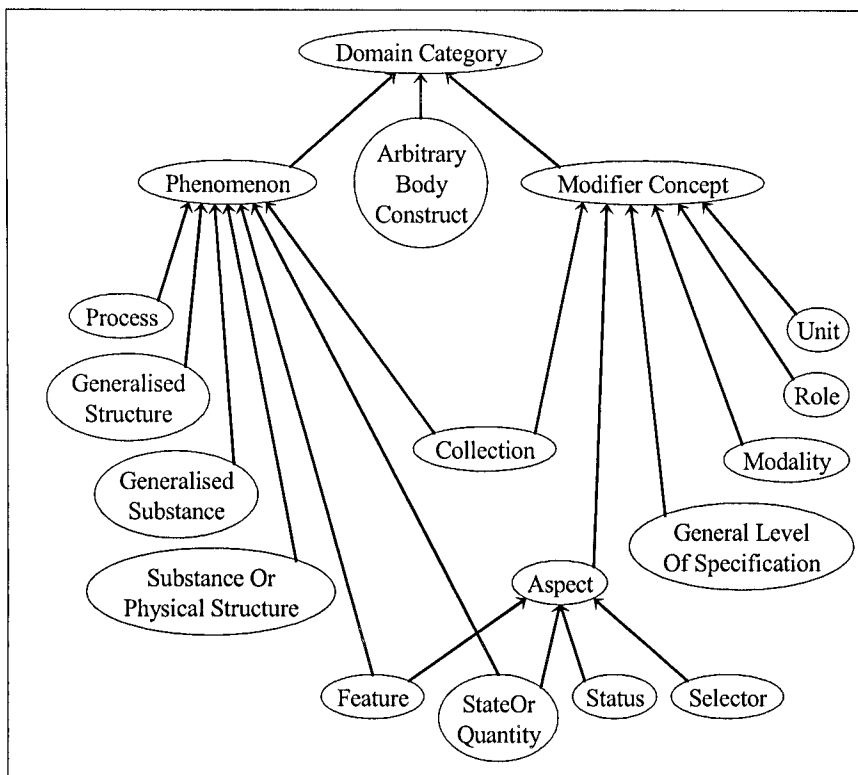 Domain Category
Arbitrary
Body
Construct
Phenomenon
Modifier Concept
Process
Unit
Generalised
Structure
Role
Collection
Modality
Generalised
Substance
General Level
Of Specification
Substance Or
Physical Structure
Aspect
Feature
StateOr
Quantity
Status
Selector